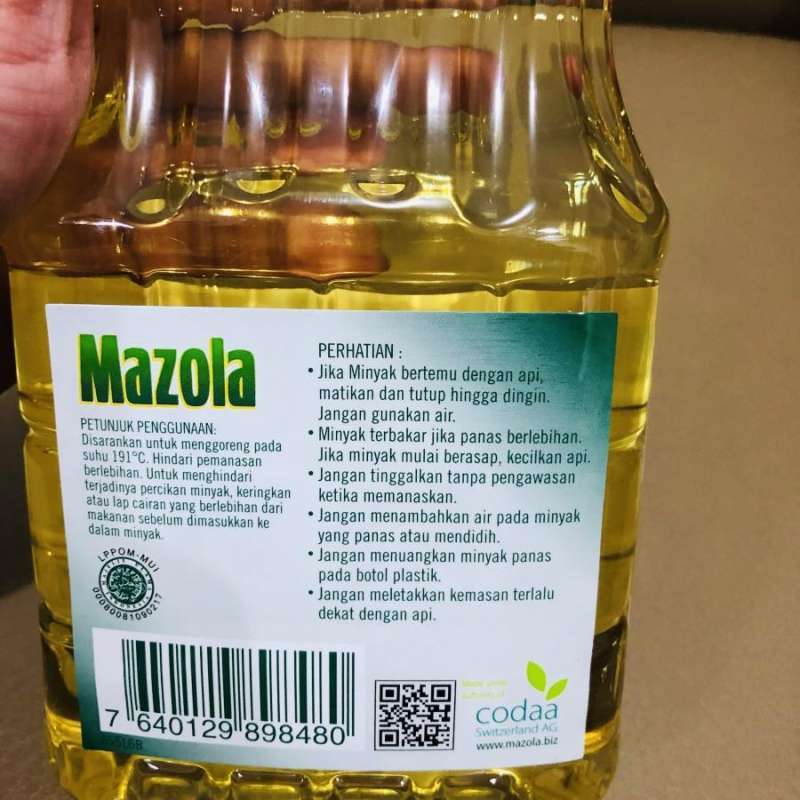 Mazola
PETUNJUK PENGGUNAAN:
Disarankan untuk menggoreng pada
suhu 191°C. Hindari pemanasan
berlebihan. Untuk menghindari
terjadinya percikan minyak, keringkan
atau lap cairan yang berlebihan dari
makanan sebelum dimasukkan ke
dalam minyak.
LPPOM-MUI
00080081090217
7 640129 898480
PERHATIAN :
• Jika Minyak bertemu dengan api,
matikan dan tutup hingga dingin.
Jangan gunakan air.
• Minyak terbakar jika panas berlebihan.
Jika minyak mulai berasap, kecilkan api.
• Jangan tinggalkan tanpa pengawasan
ketika memanaskan.
• Jangan menambahkan air pada minyak
yang panas atau mendidih.
• Jangan menuangkan minyak panas
pada botol plastik.
• Jangan meletakkan kemasan terlalu
dekat dengan api.
codaa
Switzerland AG
www.mazola.biz